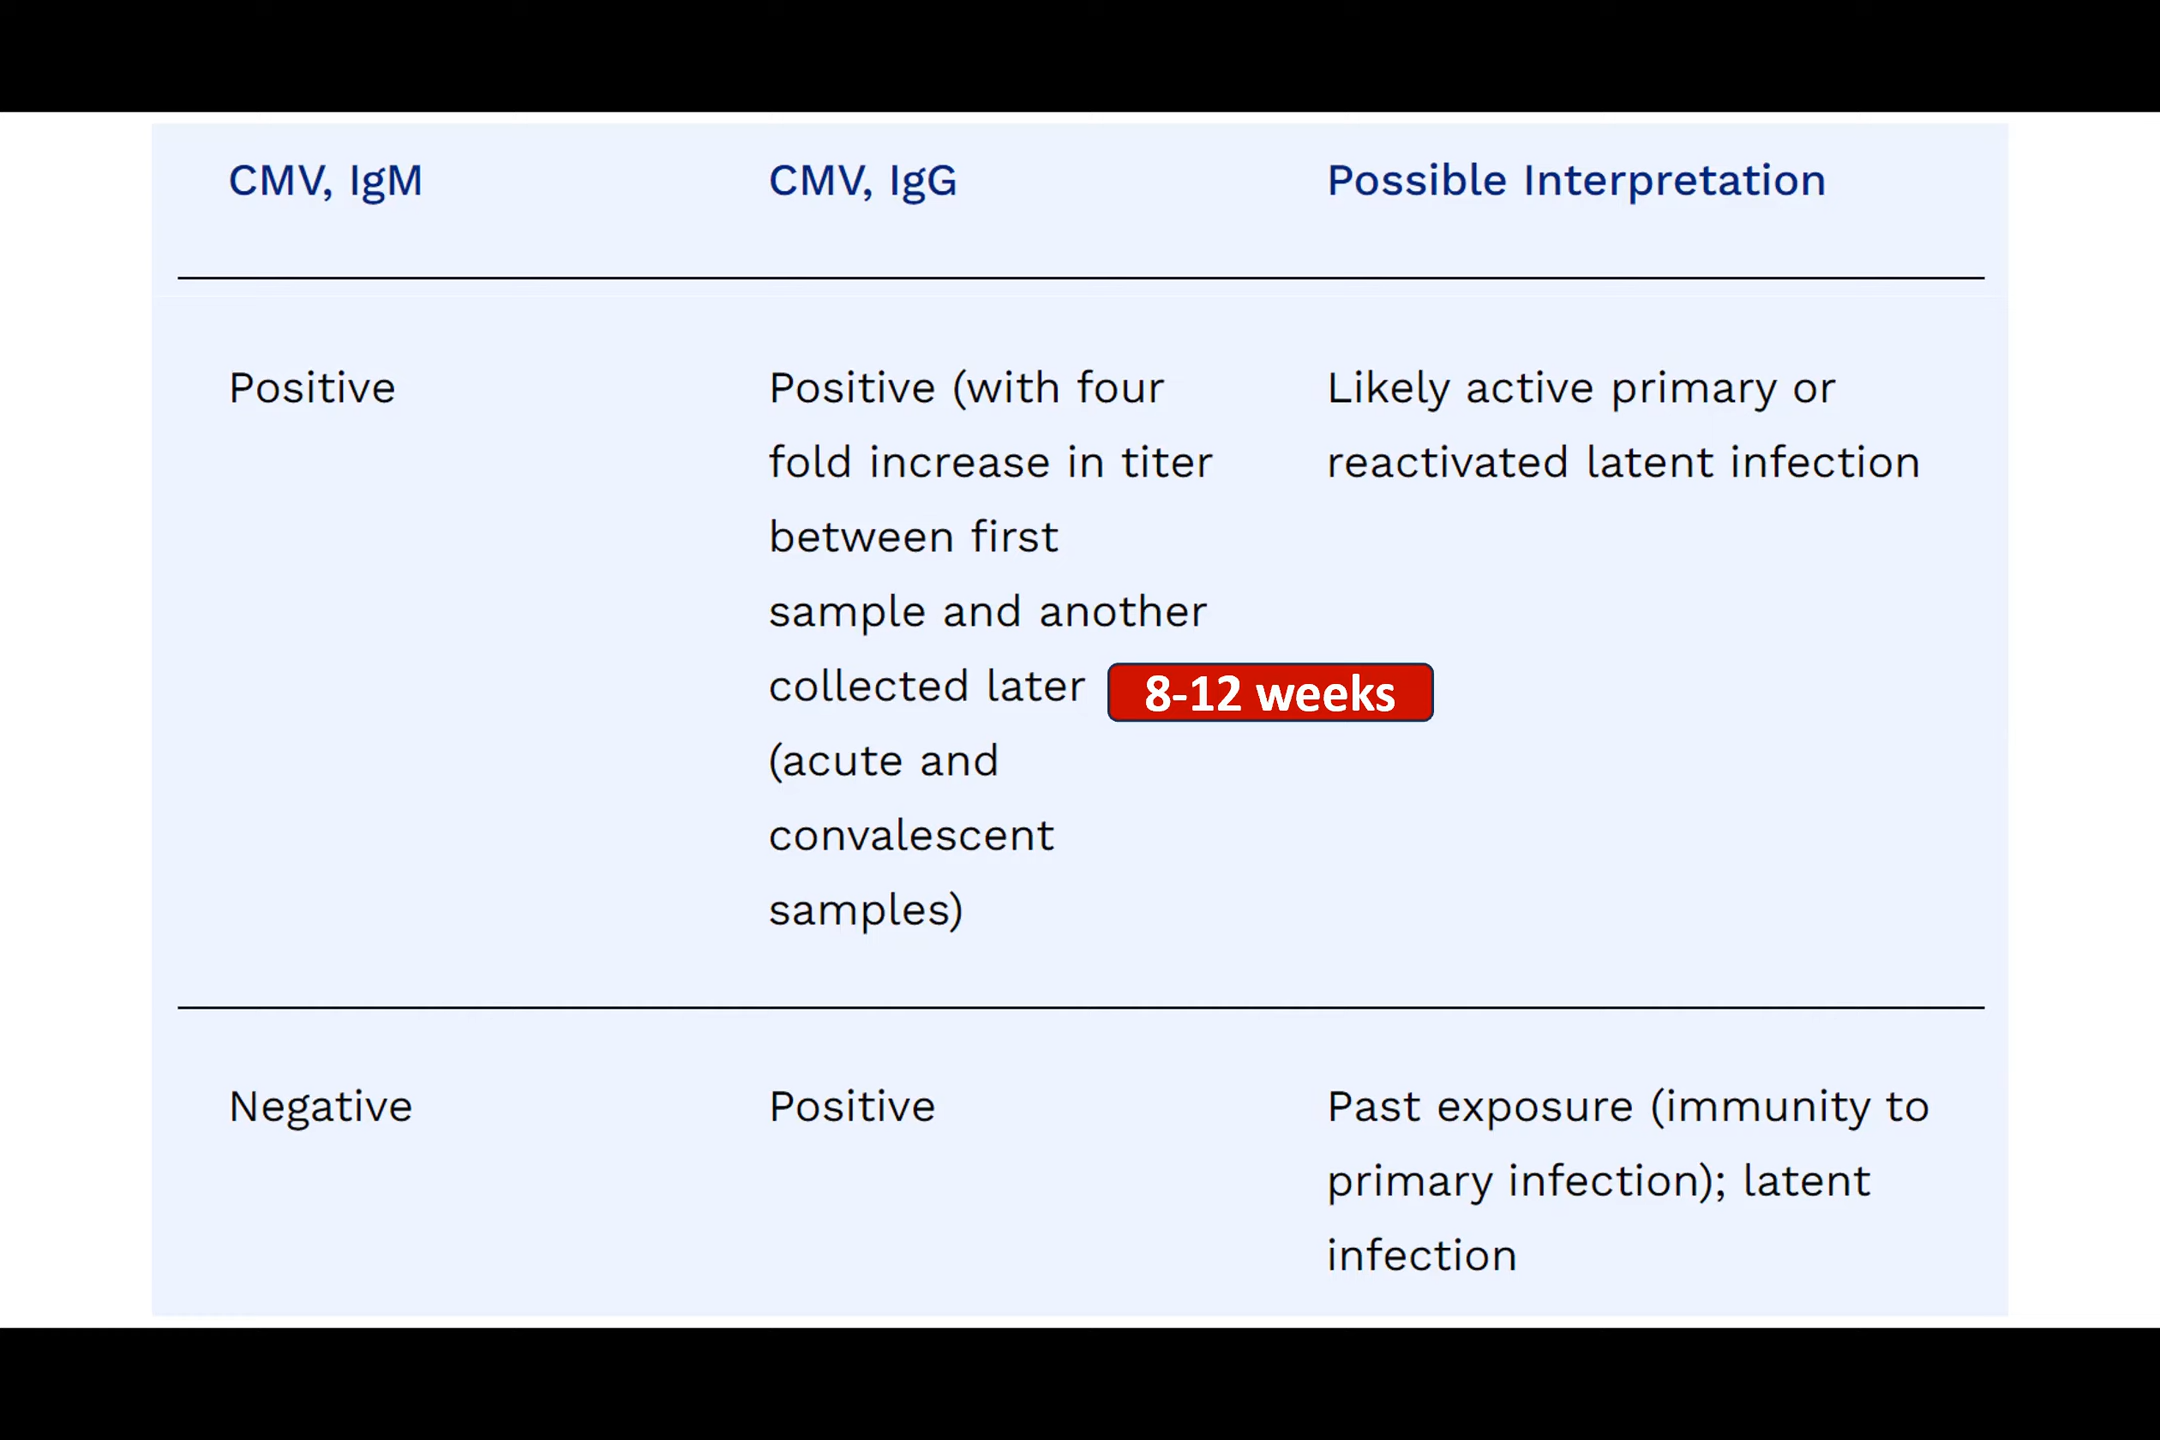 CMV, IgM CMV, IgG Possible Interpretation
Positive Positive (with four Likely active primary or
fold increase in titer reactivated latent infection
between first
sample and another
collected later 8-12 weeks
(acute and
convalescent
samples)
Negative Positive Past exposure (immunity to
primary infection); latent
infection